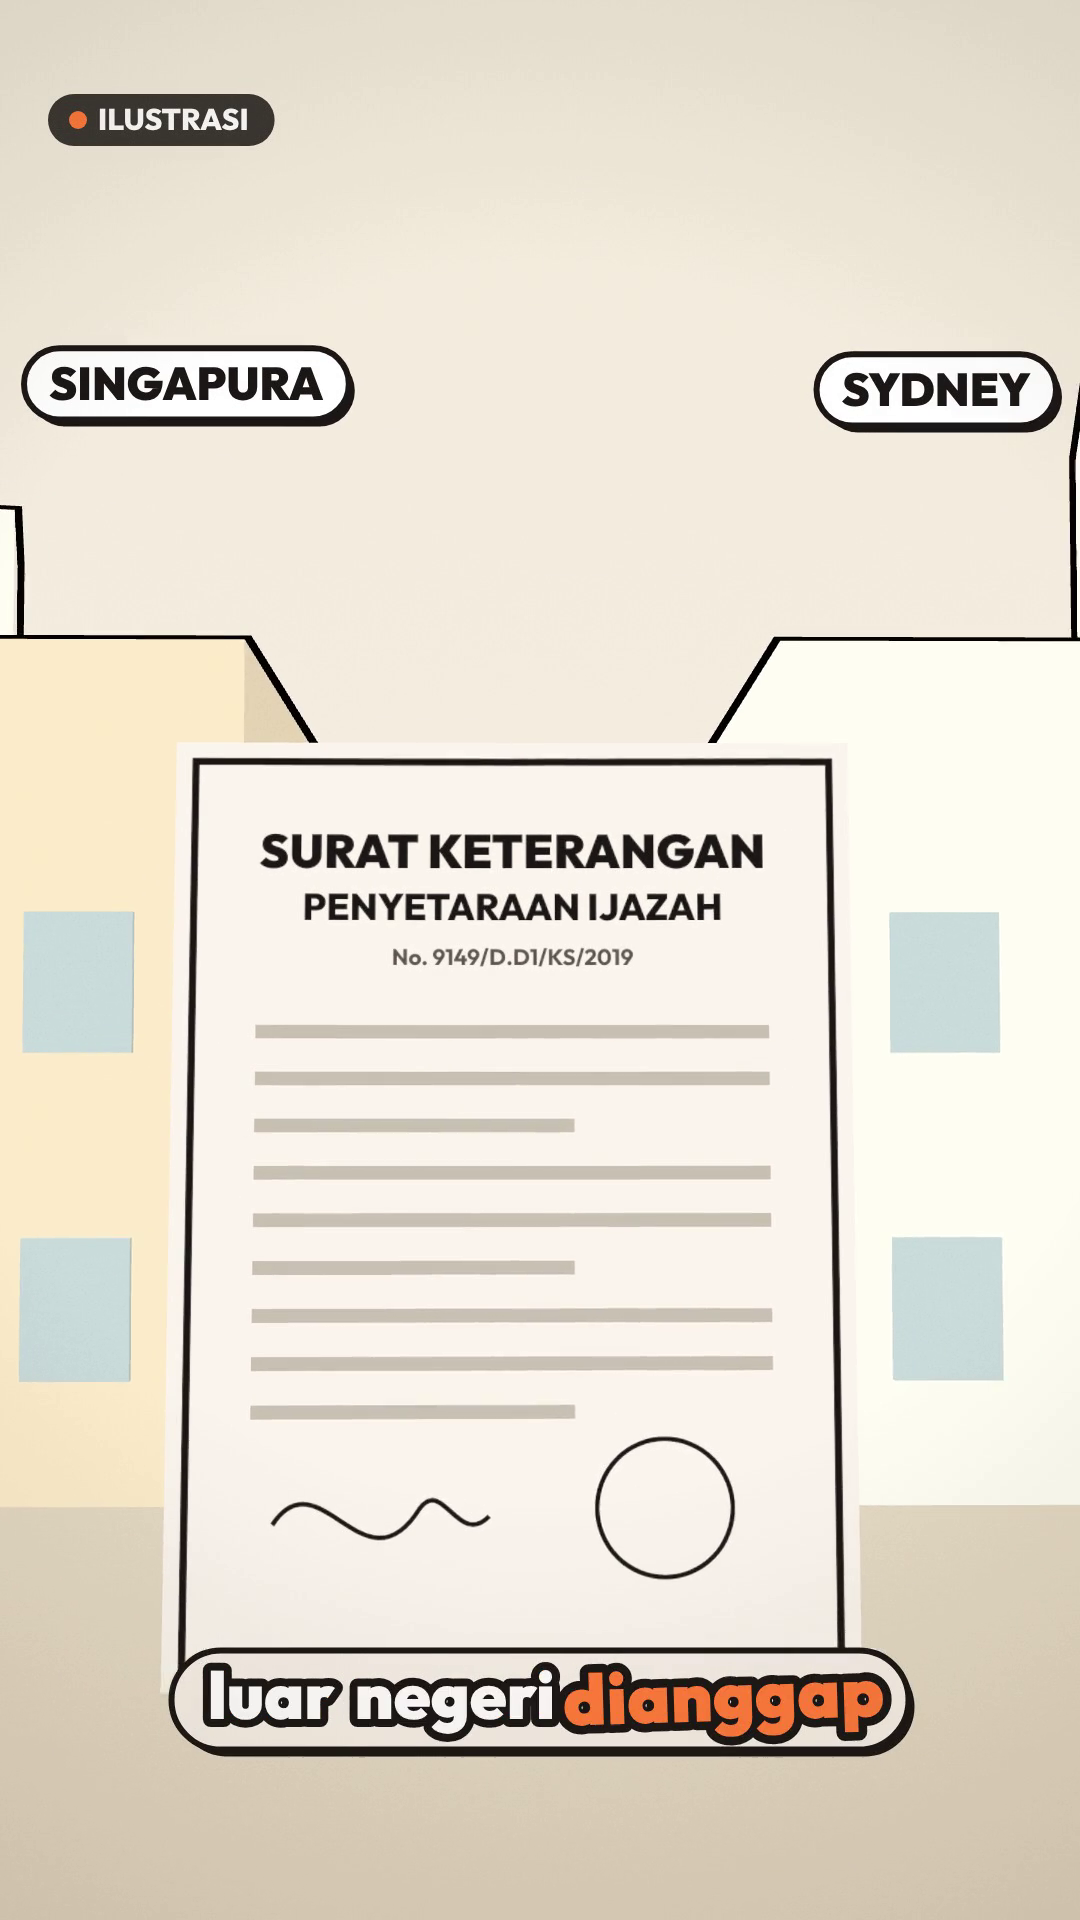 ILUSTRASI
SINGAPURA
SYDNEY
SURAT KETERANGAN
PENYETARAAN IJAZAH
No. 9149/D.D1/KS/2019
luar negeri dianggap